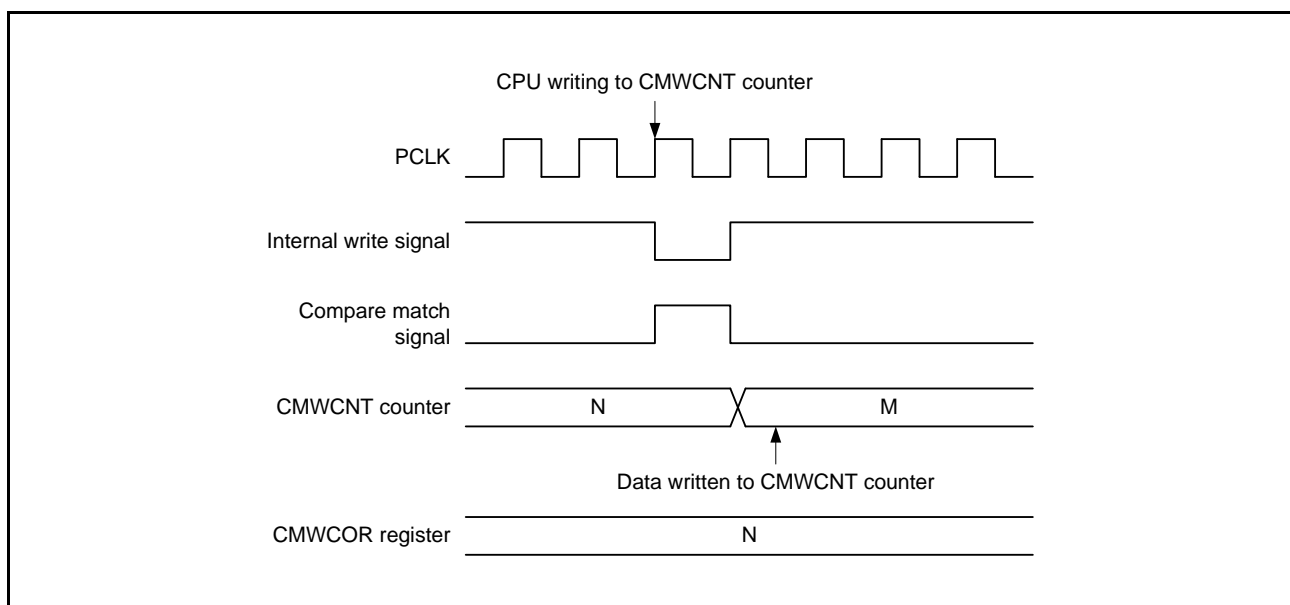 CPU writing to CMWCNT counter
PCLK
Internal write signal
Compare match
signal
CMWCNT counter
N
M
Data written to CMWCNT counter
CMWCOR register
N